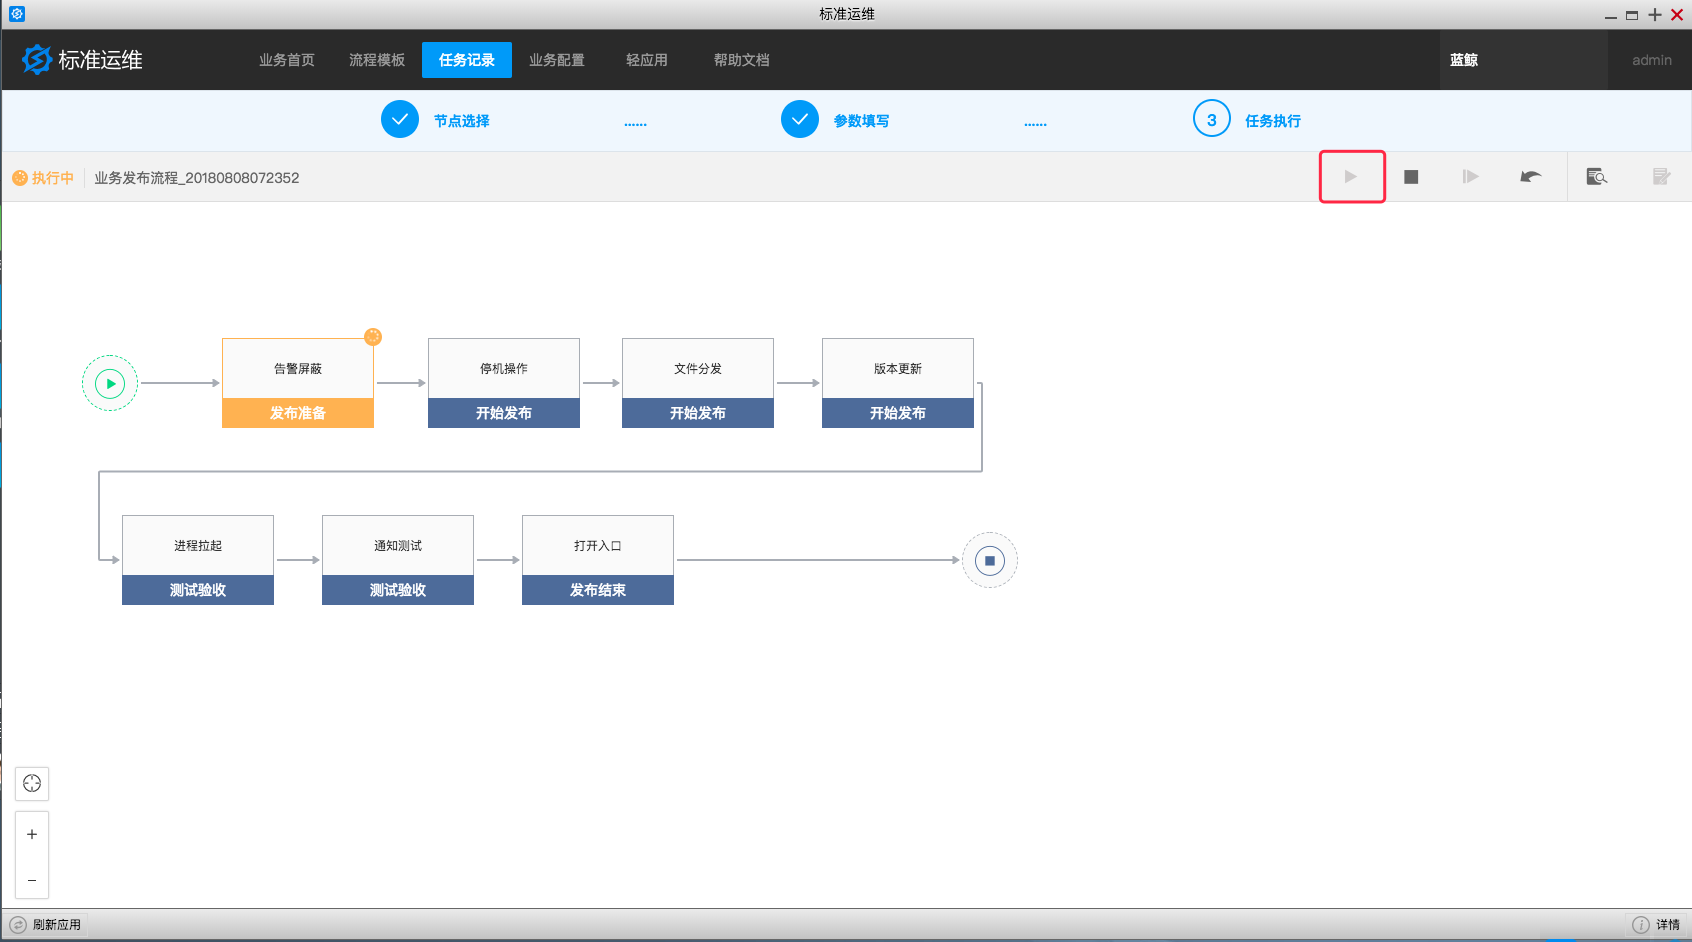 标准运维
标准运维
业务首页
流程模板
任务记录
业务配置
轻应用
帮助文档
蓝鲸
admin
节点选择
......
参数填写
......
3
任务执行
执行中
业务发布流程_20180808072352
告警屏蔽
发布准备
停机操作
开始发布
文件分发
开始发布
版本更新
开始发布
进程拉起
测试验收
通知测试
测试验收
打开入口
发布结束
+
−
刷新应用
详情